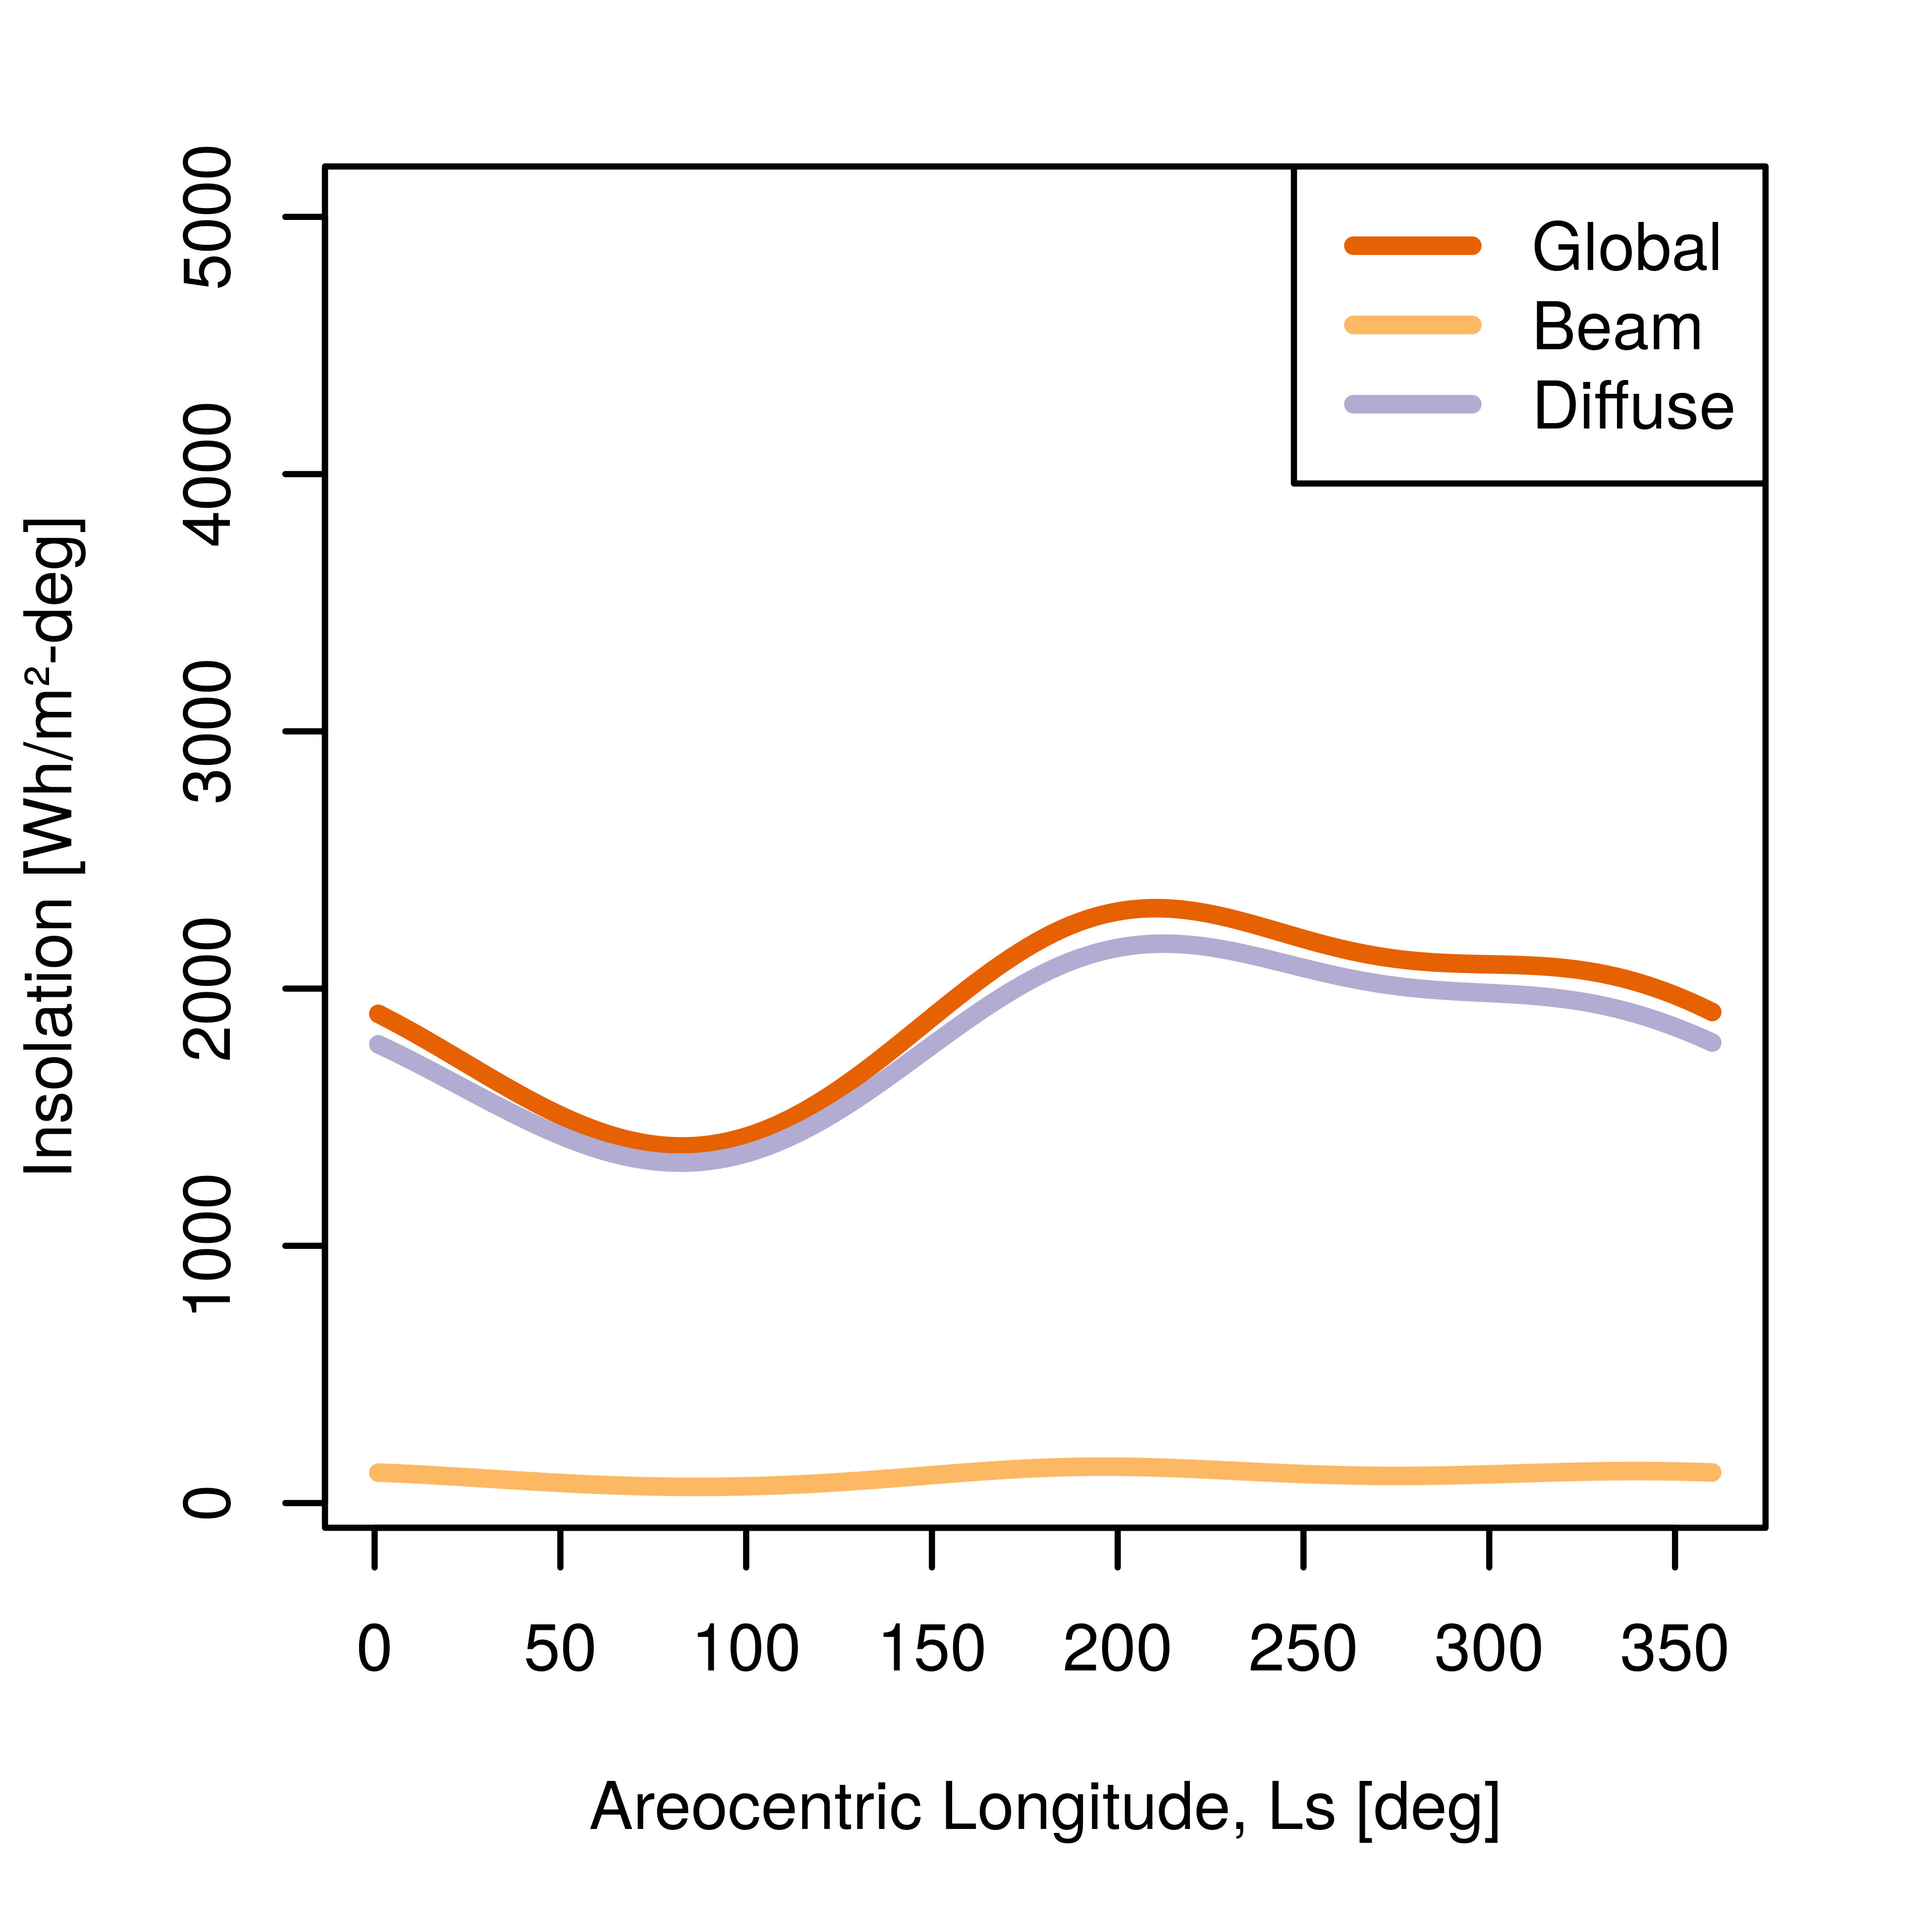 Global
Beam
Diffuse
Insolation [Wh/m²-deg]
5000
4000
3000
2000
1000
0
0 50 100 150 200 250 300 350
Areocentric Longitude, Ls [deg]